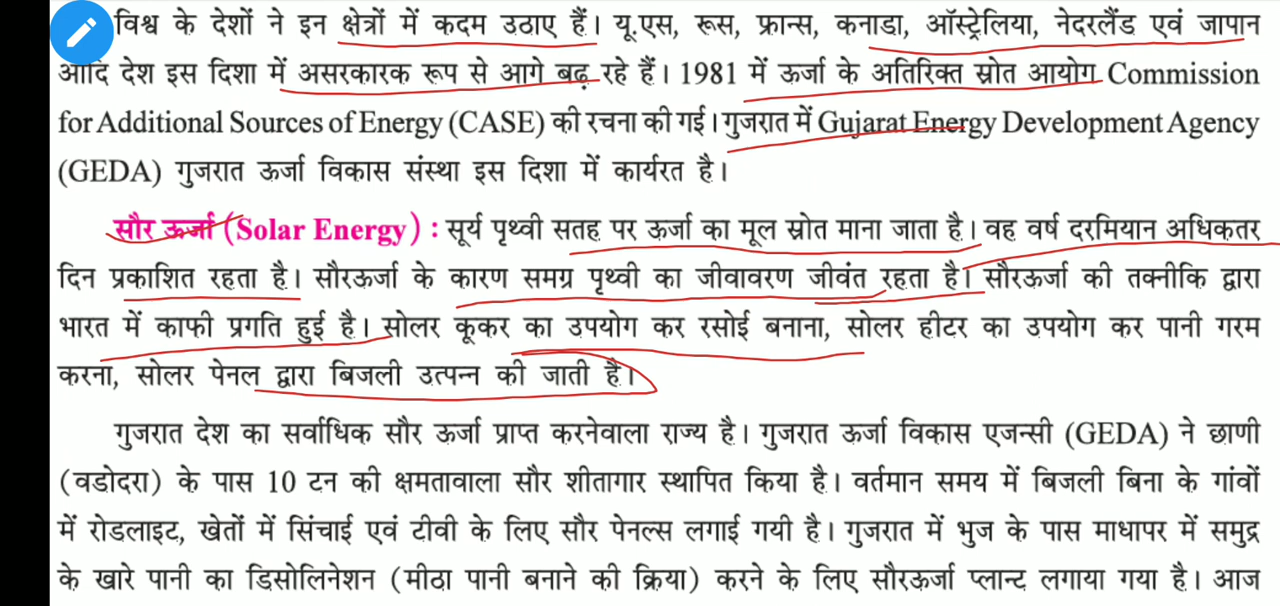 विश्व के देशों ने इन क्षेत्रों में कदम उठाए हैं। यू.एस, रूस, फ्रान्स, कनाडा, ऑस्ट्रेलिया, नेदरलैंड एवं जापान
आदि देश इस दिशा में असरकारक रूप से आगे बढ़ रहे हैं। 1981 में ऊर्जा के अतिरिक्त स्रोत आयोग Commission
for Additional Sources of Energy (CASE) की रचना की गई। गुजरात में Gujarat Energy Development Agency
(GEDA) गुजरात ऊर्जा विकास संस्था इस दिशा में कार्यरत है।
सौर ऊर्जा (Solar Energy) : सूर्य पृथ्वी सतह पर ऊर्जा का मूल स्रोत माना जाता है। वह वर्ष दरमियान अधिकतर
दिन प्रकाशित रहता है। सौरऊर्जा के कारण समग्र पृथ्वी का जीवावरण जीवंत रहता है। सौरऊर्जा की तक्नीकि द्वारा
भारत में काफी प्रगति हुई है। सोलर कूकर का उपयोग कर रसोई बनाना, सोलर हीटर का उपयोग कर पानी गरम
करना, सोलर पेनल द्वारा बिजली उत्पन्न की जाती है।
गुजरात देश का सर्वाधिक सौर ऊर्जा प्राप्त करनेवाला राज्य है। गुजरात ऊर्जा विकास एजन्सी (GEDA) ने छाणी
(वडोदरा) के पास 10 टन की क्षमतावाला सौर शीतागार स्थापित किया है। वर्तमान समय में बिजली बिना के गांवों
में रोडलाइट, खेतों में सिंचाई एवं टीवी के लिए सौर पेनल्स लगाई गयी है। गुजरात में भुज के पास माधापर में समुद्र
के खारे पानी का डिसोलिनेशन (मीठा पानी बनाने की क्रिया) करने के लिए सौरऊर्जा प्लान्ट लगाया गया है। आज